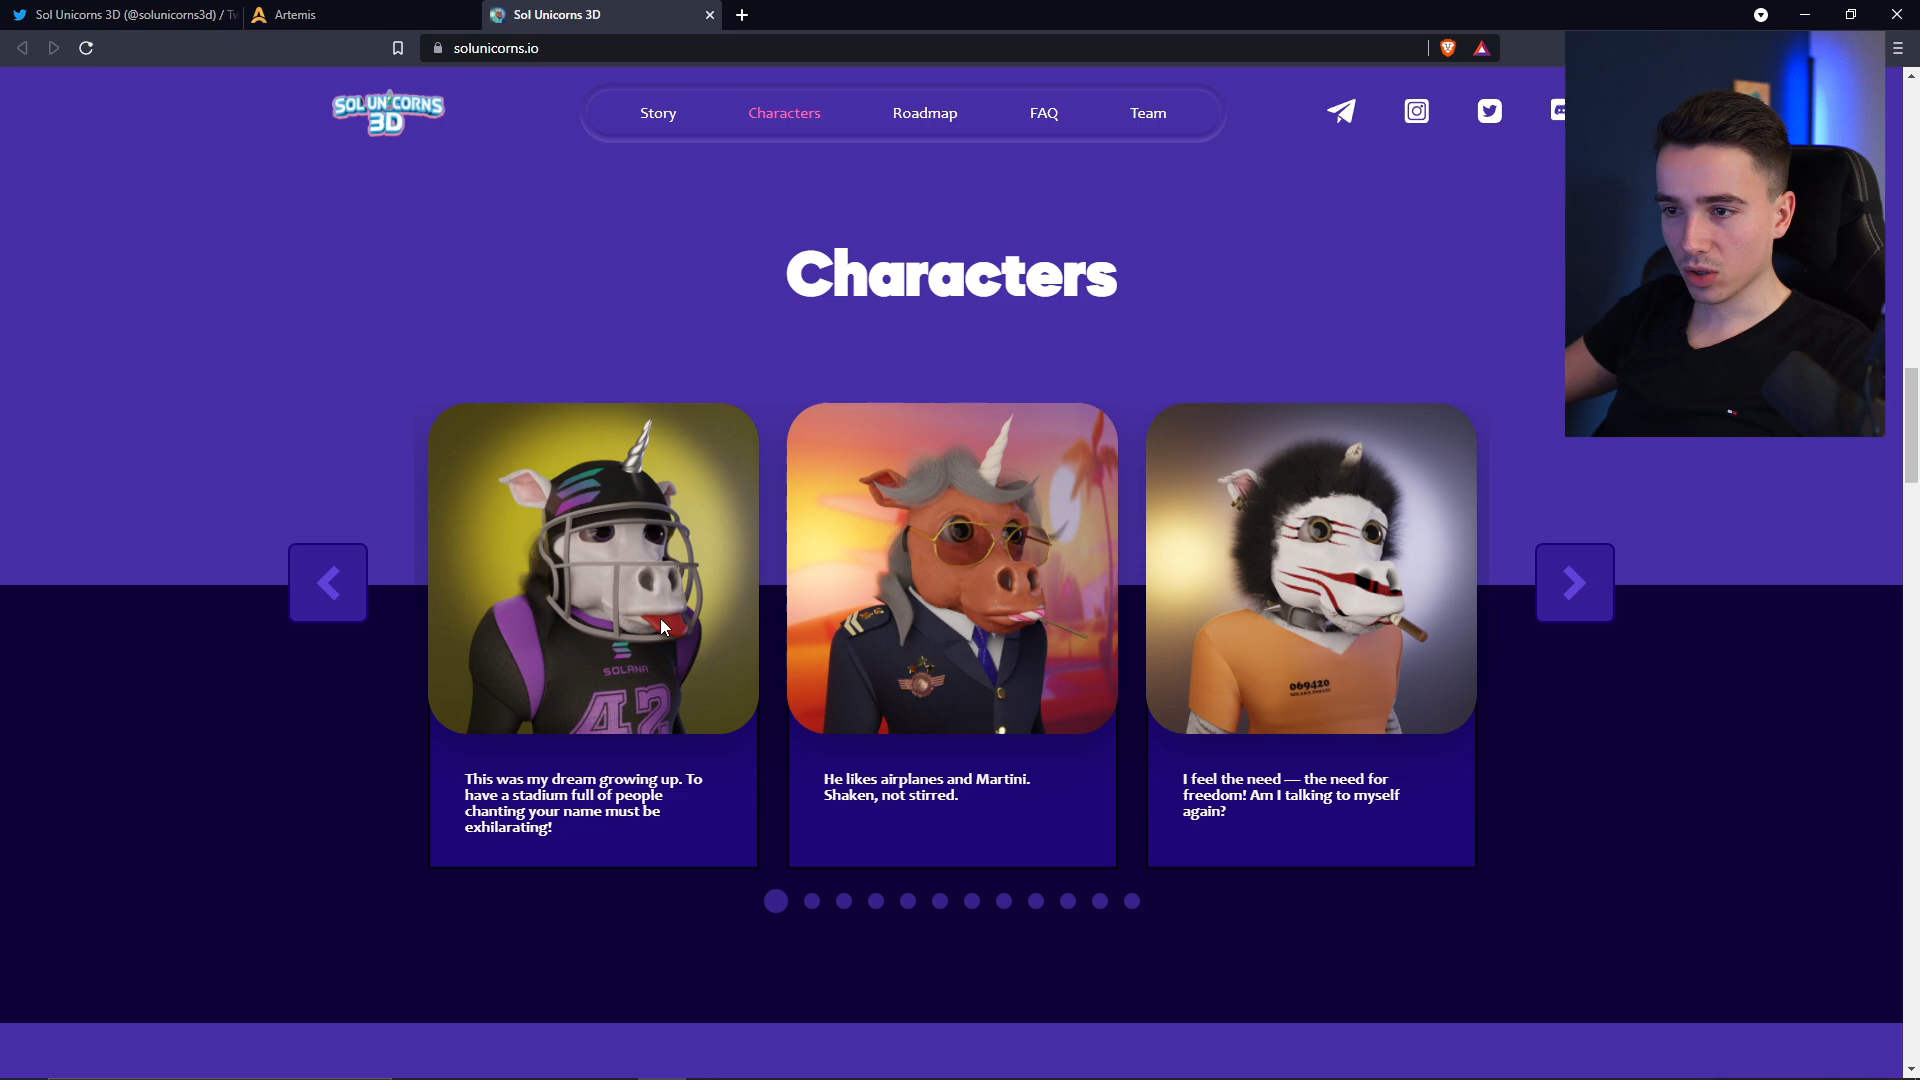 Sol Unicorns 3D (@solunicorns3d) / Tw
Artemis
Sol Unicorns 3D
solunicorns.io
SOL UN'CORNS
3D
Story
Characters
Roadmap
FAQ
Team
Characters
SOLANA
42
069420
This was my dream growing up. To
have a stadium full of people
chanting your name must be
exhilarating!
He likes airplanes and Martini.
Shaken, not stirred.
I feel the need — the need for
freedom! Am I talking to myself
again?